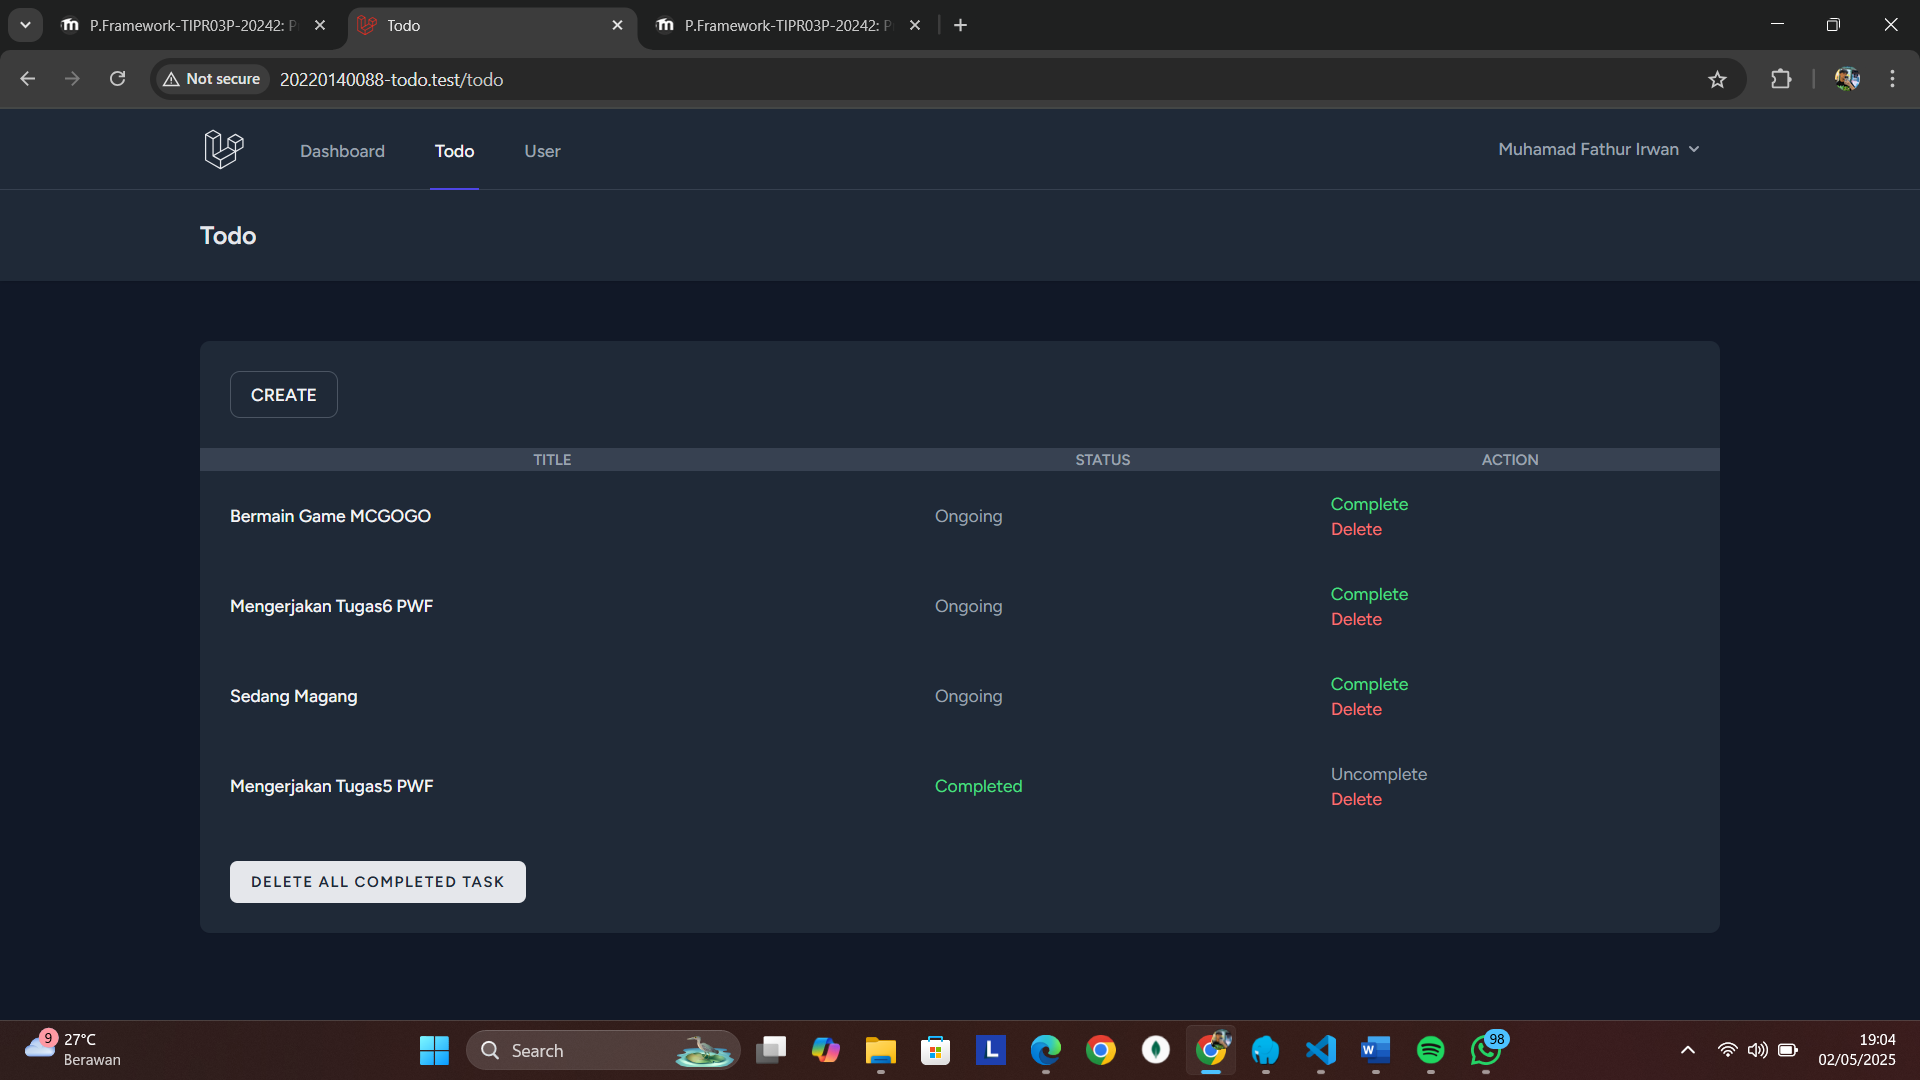 P.Framework-TIPR03P-20242: P
Todo
P.Framework-TIPR03P-20242: P
Not secure
20220140088-todo.test/todo
Dashboard
Todo
User
Muhamad Fathur Irwan
Todo
CREATE
TITLE STATUS ACTION
Bermain Game MCGOGO Ongoing Complete
Delete
Mengerjakan Tugas6 PWF Ongoing Complete
Delete
Sedang Magang Ongoing Complete
Delete
Mengerjakan Tugas5 PWF Completed Uncomplete
Delete
DELETE ALL COMPLETED TASK
9
27°C
Berawan
Search
L
W
98
19:04
02/05/2025